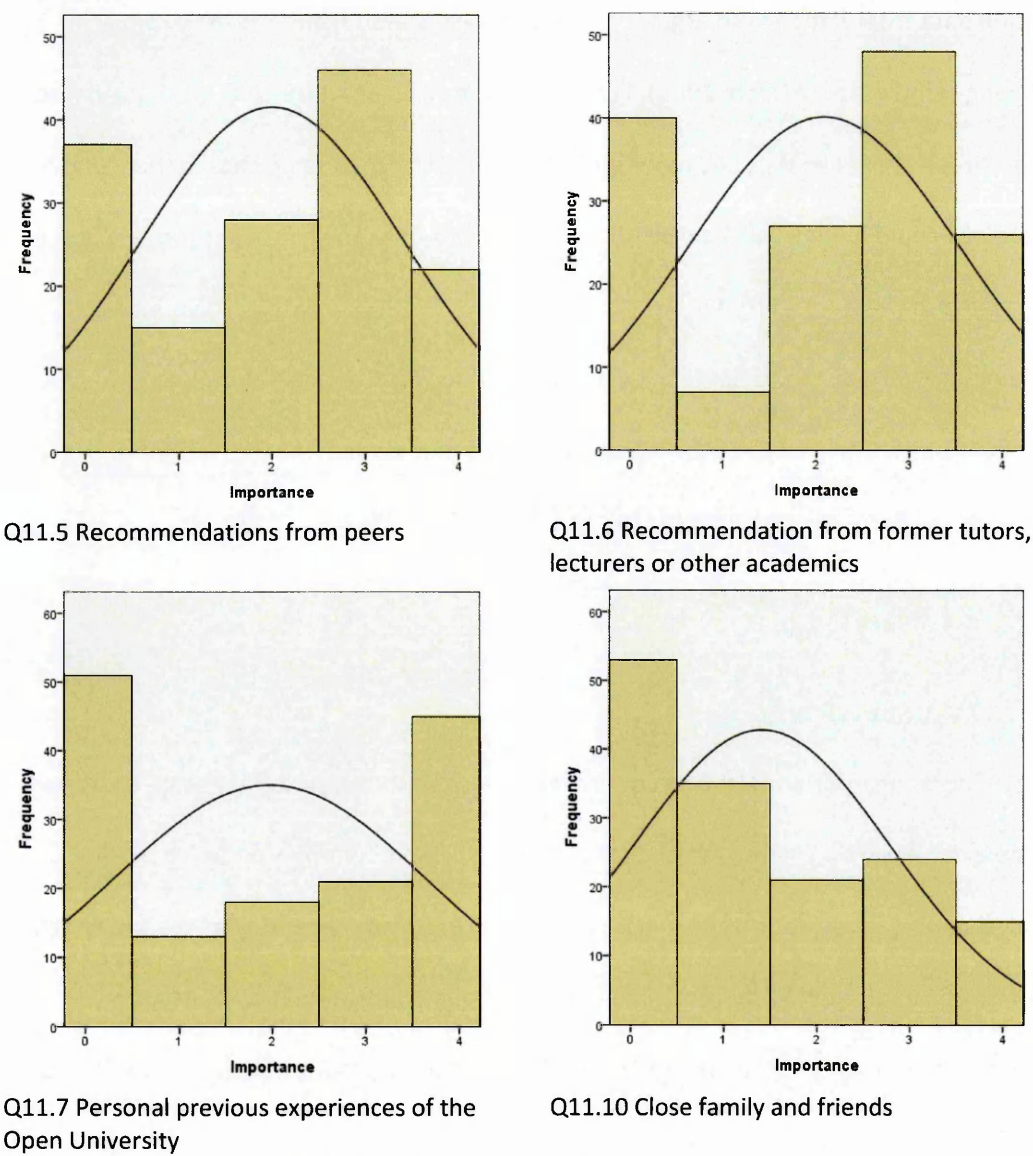 50
40
30
20
10
0
Frequency
0 1 2 3 4
Importance
Q11.5 Recommendations from peers
50
40
30
20
10
0
Frequency
0 1 2 3 4
Importance
Q11.6 Recommendation from former tutors,
lecturers or other academics
60
50
40
30
20
10
0
Frequency
0 1 2 3 4
Importance
Q11.7 Personal previous experiences of the
Open University
60
50
40
30
20
10
0
Frequency
0 1 2 3 4
Importance
Q11.10 Close family and friends